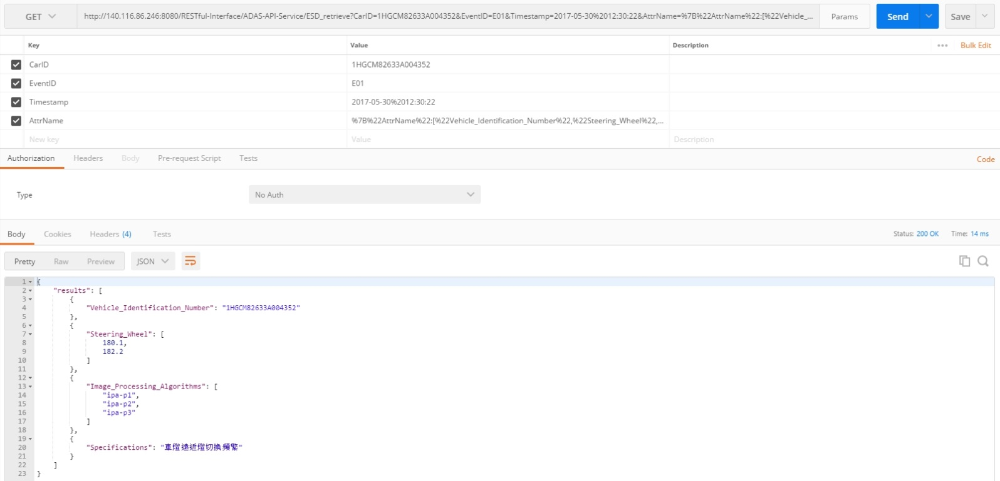 GET http://140.116.86.246:8080/RESTful-Interface/ADAS-API-Service/ESD_retrieve?CarID=1HGCM82633A004352&EventID=E01&Timestamp=2017-05-30%2012:30:22&AttrName=%7B%22AttrName%22:[%22Vehicle_... Params Send Save
Key Value Description ••• Bulk Edit
CarID 1HGCM82633A004352
EventID E01
Timestamp 2017-05-30%2012:30:22
AttrName %7B%22AttrName%22:[%22Vehicle_Identification_Number%22,%22Steering_Wheel%22,...
New key Value Description
Authorization Headers Body Pre-request Script Tests Code
Type No Auth
Body Cookies Headers (4) Tests Status: 200 OK Time: 14 ms
Pretty Raw Preview JSON
1 {
2 "results": [
3 {
4 "Vehicle_Identification_Number": "1HGCM82633A004352"
5 },
6 {
7 "Steering_Wheel": [
8 180.1,
9 182.2
10 ]
11 },
12 {
13 "Image_Processing_Algorithms": [
14 "ipa-p1",
15 "ipa-p2",
16 "ipa-p3"
17 ]
18 },
19 {
20 "Specifications": "車燈遠近燈切換頻繁"
21 }
22 ]
23 }